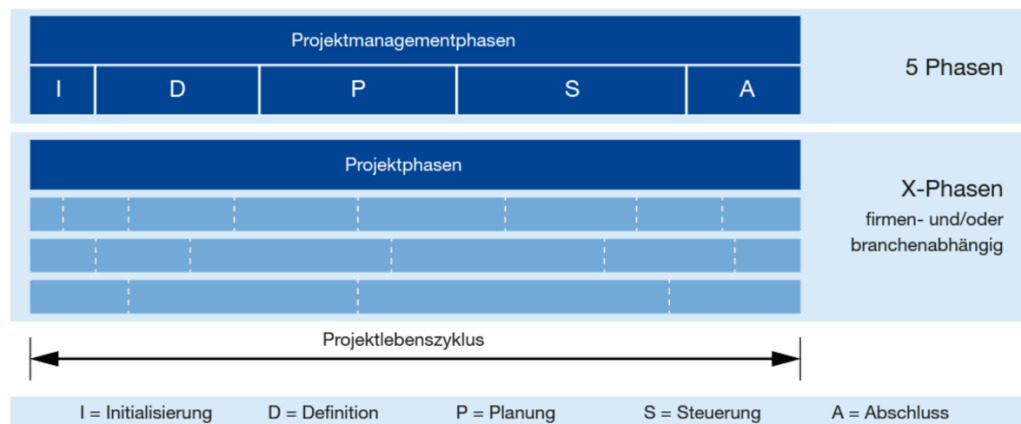 Projektmanagementphasen
I D P S A
5 Phasen
Projektphasen
X-Phasen
firmen- und/oder
branchenabhängig
Projektlebenszyklus
I = Initialisierung D = Definition P = Planung S = Steuerung A = Abschluss